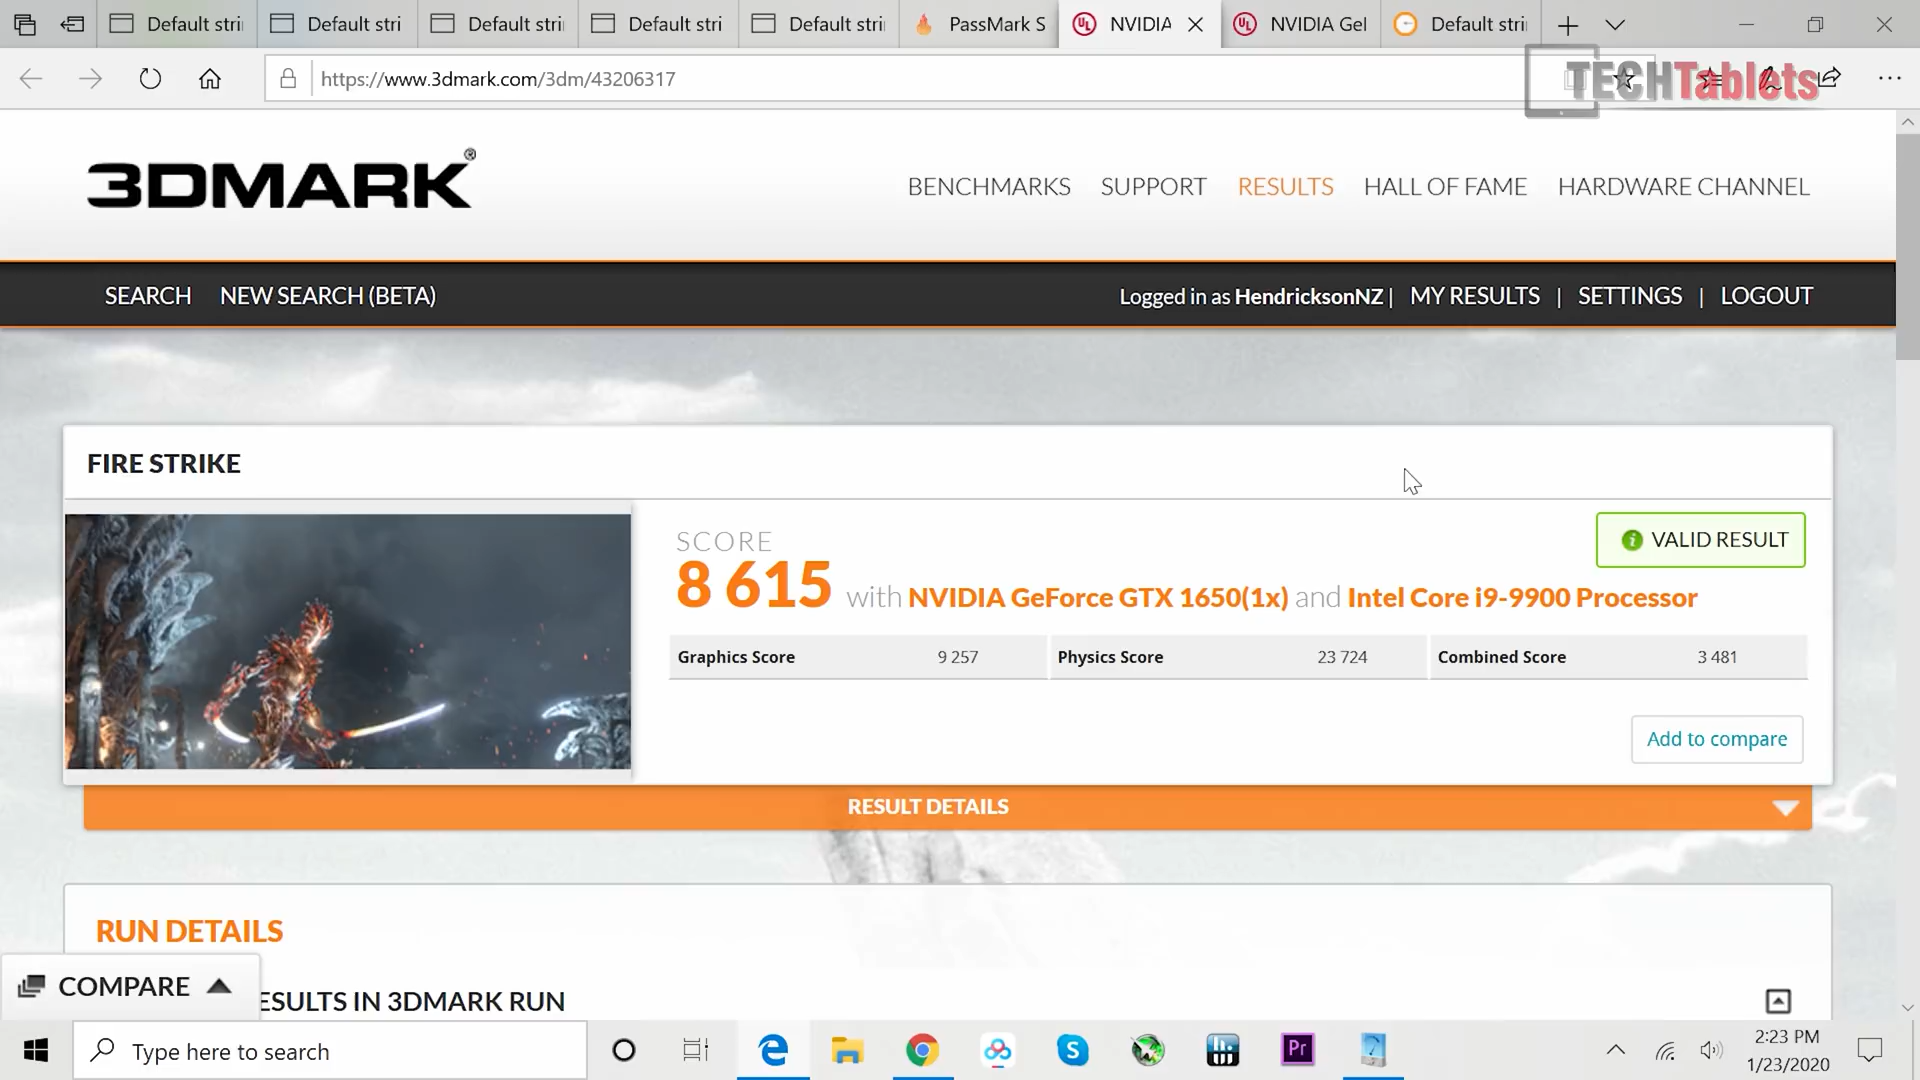 Default stri
Default stri
Default stri
Default stri
Default stri
PassMark S
NVIDIA
NVIDIA Gel
Default stri
https://www.3dmark.com/3dm/43206317
TECHTablets
3DMARK®
BENCHMARKS
SUPPORT
RESULTS
HALL OF FAME
HARDWARE CHANNEL
SEARCH
NEW SEARCH (BETA)
Logged in as HendricksonNZ |
MY RESULTS |
SETTINGS |
LOGOUT
FIRE STRIKE
VALID RESULT
SCORE
8 615 with NVIDIA GeForce GTX 1650(1x) and Intel Core i9-9900 Processor
Graphics Score 9 257
Physics Score 23 724
Combined Score 3 481
Add to compare
RESULT DETAILS
RUN DETAILS
COMPARE
ESULTS IN 3DMARK RUN
Type here to search
Pr
2:23 PM
1/23/2020